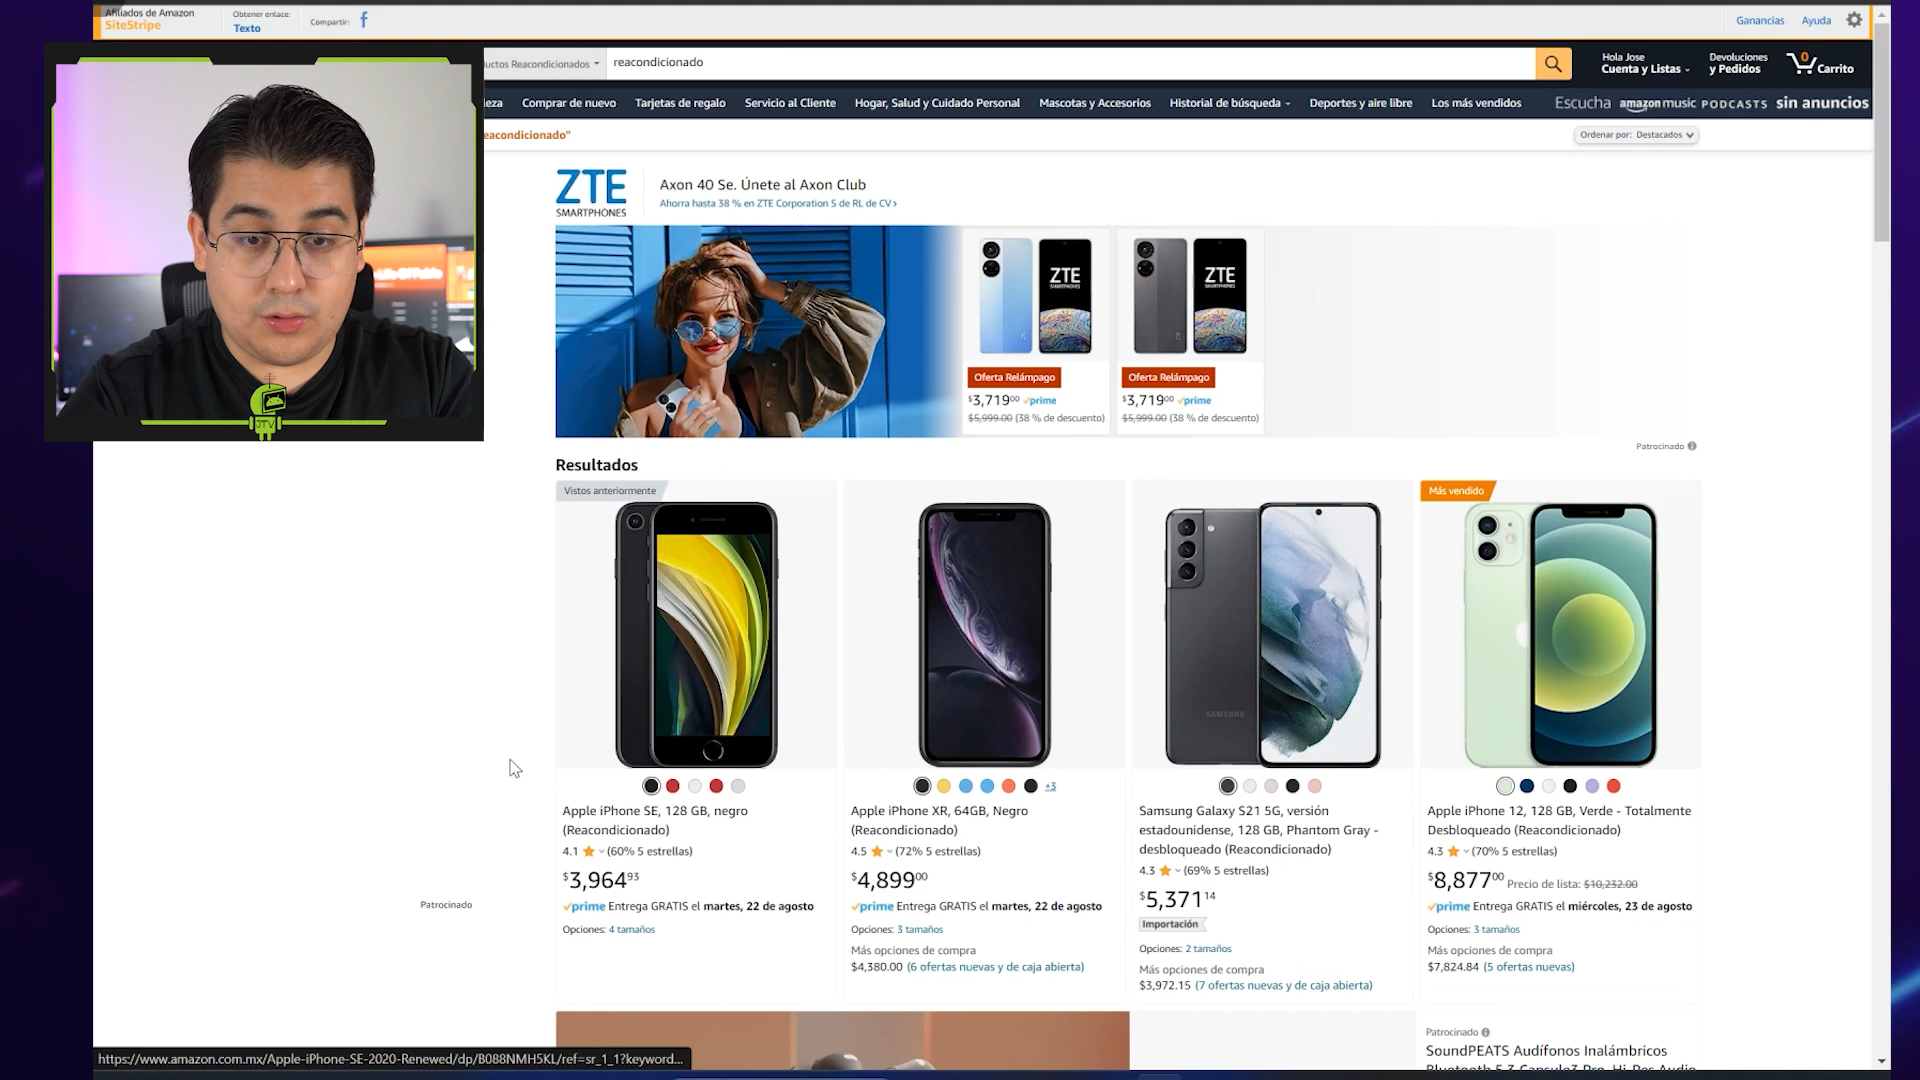 Afiliados de Amazon
SiteStripe
Obtener enlace:
Texto
Compartir:
Ganancias
Ayuda
Productos Reacondicionados
reacondicionado
Hola Jose
Cuenta y Listas
Devoluciones
y Pedidos
0
Carrito
Comprar de nuevo
Tarjetas de regalo
Servicio al Cliente
Hogar, Salud y Cuidado Personal
Mascotas y Accesorios
Historial de búsqueda
Deportes y aire libre
Los más vendidos
Escucha amazon music PODCASTS sin anuncios
eacondicionado"
Ordenar por: Destacados
ZTE
SMARTPHONES
Axon 40 Se. Únete al Axon Club
Ahorra hasta 38 % en ZTE Corporation S de RL de CV ›
ZTE
SMARTPHONES
ZTE
SMARTPHONES
Oferta Relámpago
$3,719.00 prime
$5,999.00 (38 % de descuento)
Oferta Relámpago
$3,719.00 prime
$5,999.00 (38 % de descuento)
Patrocinado
JTV
Resultados
Vistos anteriormente
Apple iPhone SE, 128 GB, negro
(Reacondicionado)
4.1 (60% 5 estrellas)
$3,964.93
prime Entrega GRATIS el martes, 22 de agosto
Opciones: 4 tamaños
+3
Apple iPhone XR, 64GB, Negro
(Reacondicionado)
4.5 (72% 5 estrellas)
$4,899.00
prime Entrega GRATIS el martes, 22 de agosto
Opciones: 3 tamaños
Más opciones de compra
$4,380.00 (6 ofertas nuevas y de caja abierta)
SAMSUNG
Samsung Galaxy S21 5G, versión
estadounidense, 128 GB, Phantom Gray -
desbloqueado (Reacondicionado)
4.3 (69% 5 estrellas)
$5,371.14
Importación
Opciones: 2 tamaños
Más opciones de compra
$3,972.15 (7 ofertas nuevas y de caja abierta)
Más vendido
Apple iPhone 12, 128 GB, Verde - Totalmente
Desbloqueado (Reacondicionado)
4.3 (70% 5 estrellas)
$8,877.00 Precio de lista: $10,232.00
prime Entrega GRATIS el miércoles, 23 de agosto
Opciones: 3 tamaños
Más opciones de compra
$7,824.84 (5 ofertas nuevas)
Patrocinado
Patrocinado
SoundPEATS Audífonos Inalámbricos
Bluetooth 5.3 Capsule3 Pro, Hi-Res Audio
https://www.amazon.com.mx/Apple-iPhone-SE-2020-Renewed/dp/B088NMH5KL/ref=sr_1_1?keyword...